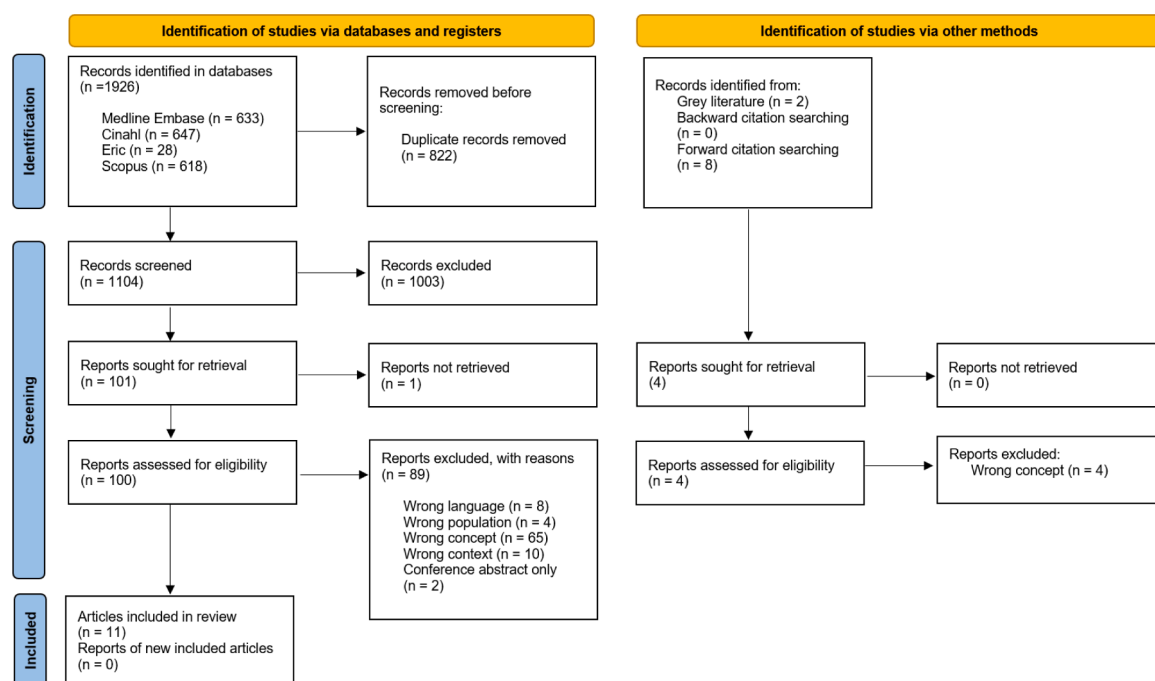 Identification of studies via databases and registers
Identification of studies via other methods
Identification
Records identified in databases
(n =1926)
Medline Embase (n = 633)
Cinahl (n = 647)
Eric (n = 28)
Scopus (n = 618)
Records removed before
screening:
Duplicate records removed
(n = 822)
Records identified from:
Grey literature (n = 2)
Backward citation searching
(n = 0)
Forward citation searching
(n = 8)
Screening
Records screened
(n = 1104)
Records excluded
(n = 1003)
Reports sought for retrieval
(n = 101)
Reports not retrieved
(n = 1)
Reports sought for retrieval
(4)
Reports not retrieved
(n = 0)
Reports assessed for eligibility
(n = 100)
Reports excluded, with reasons
(n = 89)
Wrong language (n = 8)
Wrong population (n = 4)
Wrong concept (n = 65)
Wrong context (n = 10)
Conference abstract only
(n = 2)
Reports assessed for eligibility
(n = 4)
Reports excluded:
Wrong concept (n = 4)
Included
Articles included in review
(n = 11)
Reports of new included articles
(n = 0)